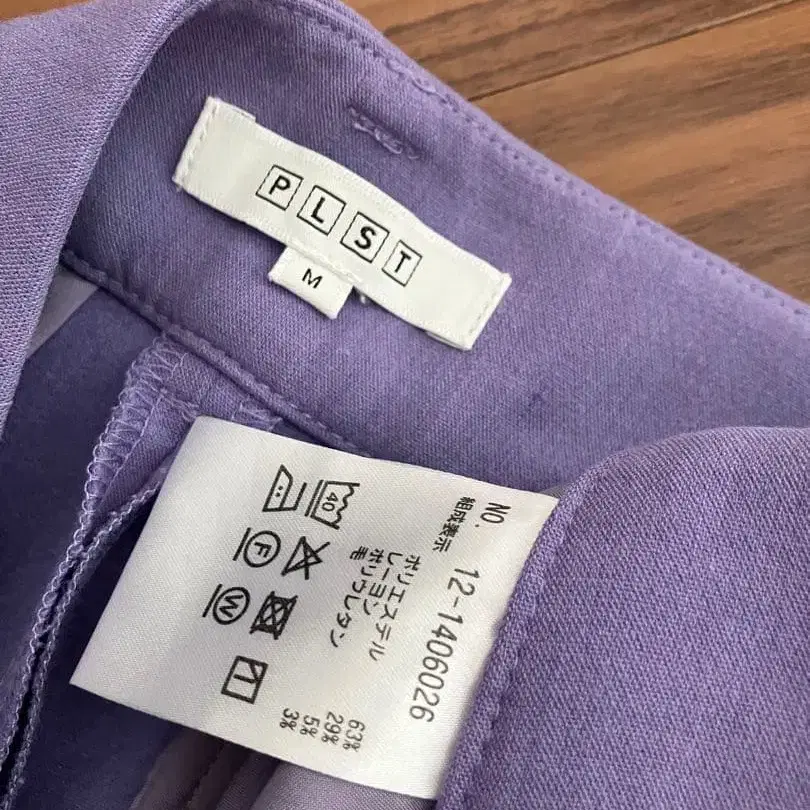 PLST
M
NO. 12-1406026
組成表示
ポリエステル 63%
レーヨン 29%
ポリウレタン 5%
毛 3%
40
F
W